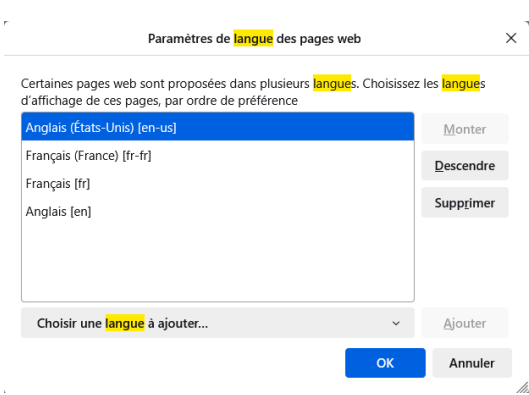 Paramètres de langue des pages web
Certaines pages web sont proposées dans plusieurs langues. Choisissez les langues
d’affichage de ces pages, par ordre de préférence
Anglais (États-Unis) [en-us]
Monter
Français (France) [fr-fr]
Descendre
Français [fr]
Supprimer
Anglais [en]
Choisir une langue à ajouter...
Ajouter
OK
Annuler